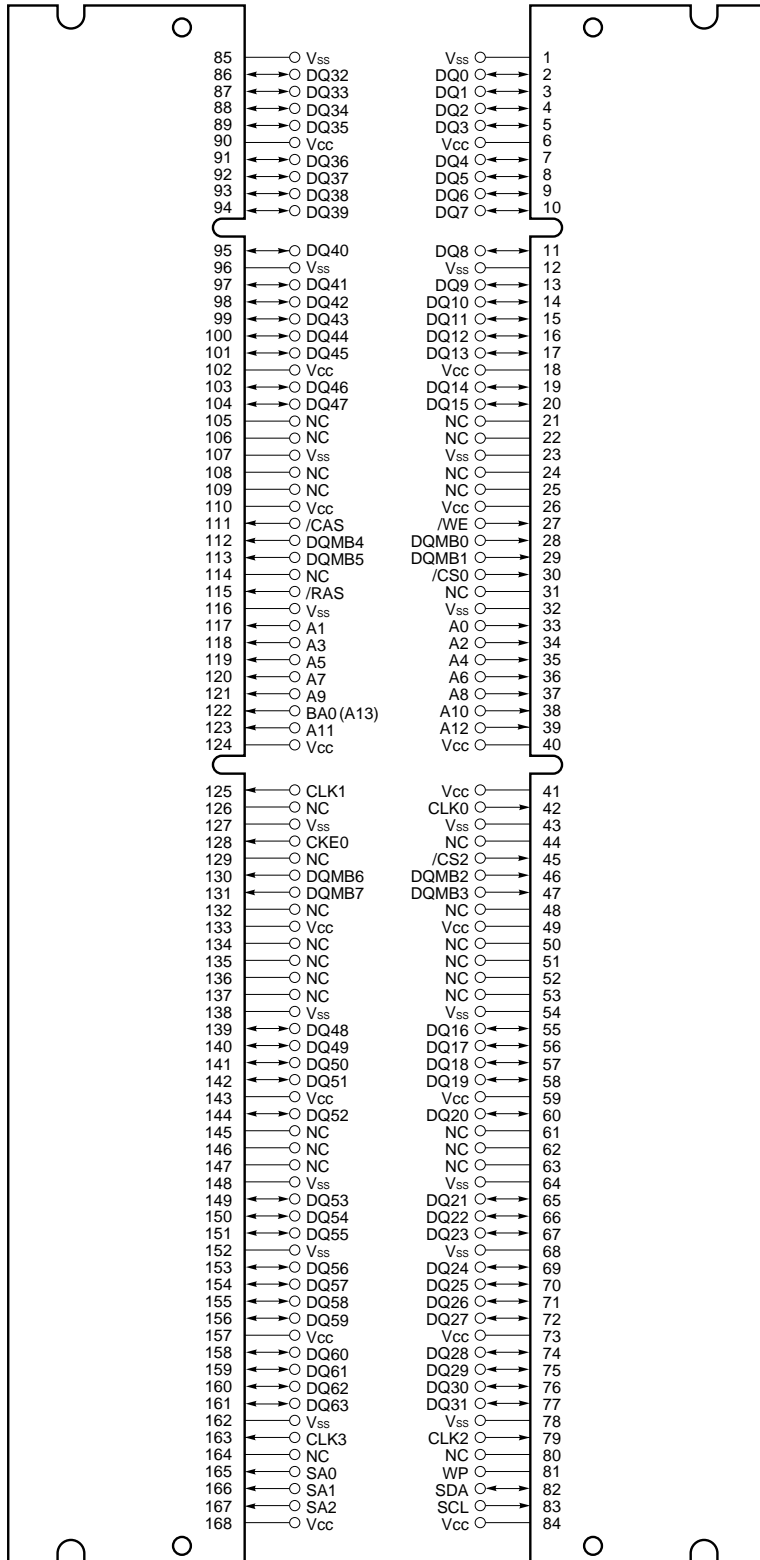 85 Vss Vss 1
86 DQ32 DQ0 2
87 DQ33 DQ1 3
88 DQ34 DQ2 4
89 DQ35 DQ3 5
90 Vcc Vcc 6
91 DQ36 DQ4 7
92 DQ37 DQ5 8
93 DQ38 DQ6 9
94 DQ39 DQ7 10
95 DQ40 DQ8 11
96 Vss Vss 12
97 DQ41 DQ9 13
98 DQ42 DQ10 14
99 DQ43 DQ11 15
100 DQ44 DQ12 16
101 DQ45 DQ13 17
102 Vcc Vcc 18
103 DQ46 DQ14 19
104 DQ47 DQ15 20
105 NC NC 21
106 NC NC 22
107 Vss Vss 23
108 NC NC 24
109 NC NC 25
110 Vcc Vcc 26
111 /CAS /WE 27
112 DQMB4 DQMB0 28
113 DQMB5 DQMB1 29
114 NC /CS0 30
115 /RAS NC 31
116 Vss Vss 32
117 A1 A0 33
118 A3 A2 34
119 A5 A4 35
120 A7 A6 36
121 A9 A8 37
122 BA0 (A13) A10 38
123 A11 A12 39
124 Vcc Vcc 40
125 CLK1 Vcc 41
126 NC CLK0 42
127 Vss Vss 43
128 CKE0 NC 44
129 NC /CS2 45
130 DQMB6 DQMB2 46
131 DQMB7 DQMB3 47
132 NC NC 48
133 Vcc Vcc 49
134 NC NC 50
135 NC NC 51
136 NC NC 52
137 NC NC 53
138 Vss Vss 54
139 DQ48 DQ16 55
140 DQ49 DQ17 56
141 DQ50 DQ18 57
142 DQ51 DQ19 58
143 Vcc Vcc 59
144 DQ52 DQ20 60
145 NC NC 61
146 NC NC 62
147 NC NC 63
148 Vss Vss 64
149 DQ53 DQ21 65
150 DQ54 DQ22 66
151 DQ55 DQ23 67
152 Vss Vss 68
153 DQ56 DQ24 69
154 DQ57 DQ25 70
155 DQ58 DQ26 71
156 DQ59 DQ27 72
157 Vcc Vcc 73
158 DQ60 DQ28 74
159 DQ61 DQ29 75
160 DQ62 DQ30 76
161 DQ63 DQ31 77
162 Vss Vss 78
163 CLK3 CLK2 79
164 NC NC 80
165 SA0 WP 81
166 SA1 SDA 82
167 SA2 SCL 83
168 Vcc Vcc 84